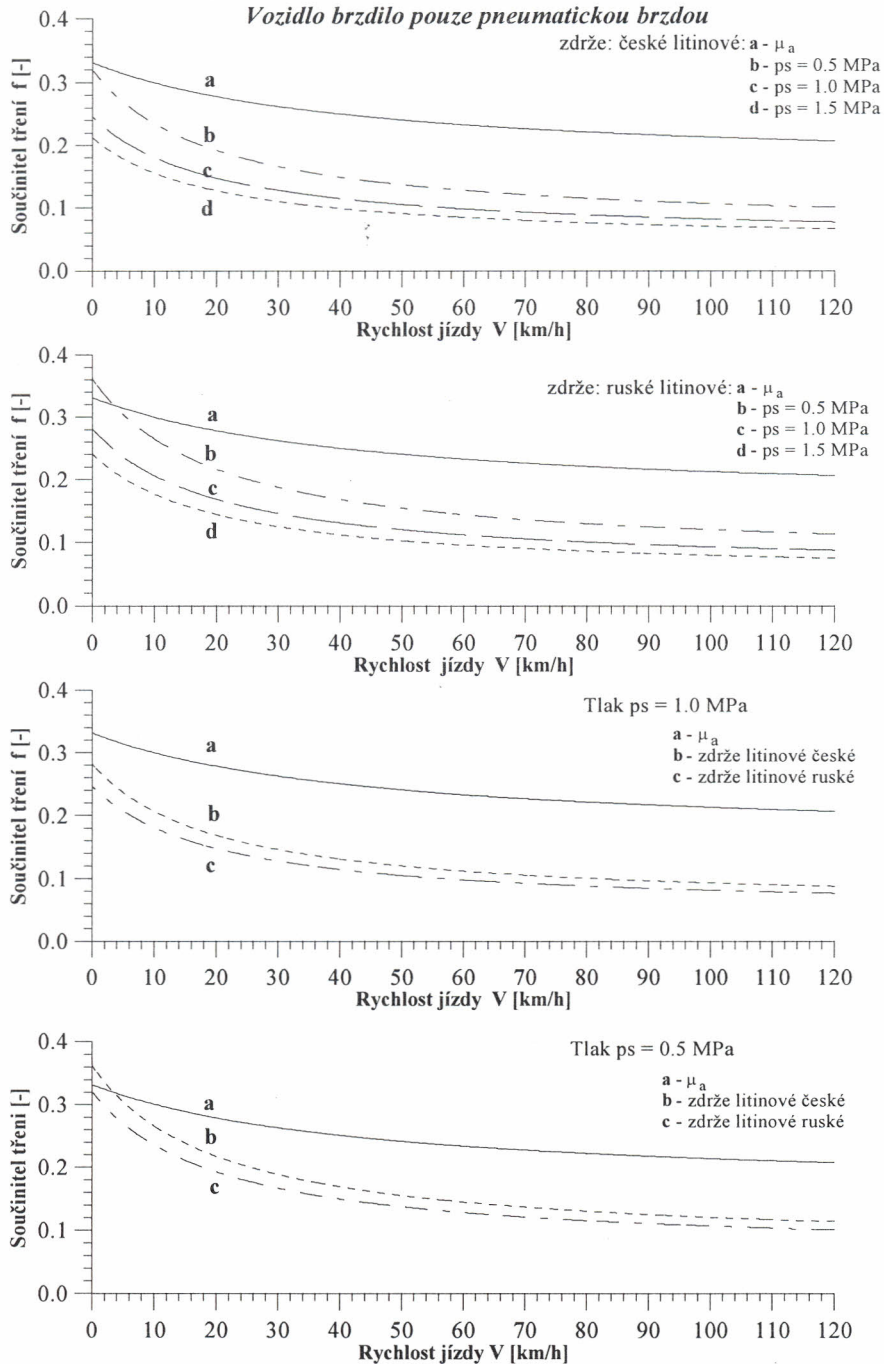 Vozidlo brzdilo pouze pneumatickou brzdou
zdrže: české litinové: a - μa
b - ps = 0.5 MPa
c - ps = 1.0 MPa
d - ps = 1.5 MPa
Součinitel tření f [-]
0.4
0.3
0.2
0.1
0.0
a
b
c
d
0 10 20 30 40 50 60 70 80 90 100 110 120
Rychlost jízdy V [km/h]
zdrže: ruské litinové: a - μa
b - ps = 0.5 MPa
c - ps = 1.0 MPa
d - ps = 1.5 MPa
Součinitel tření f [-]
0.4
0.3
0.2
0.1
0.0
a
b
c
d
0 10 20 30 40 50 60 70 80 90 100 110 120
Rychlost jízdy V [km/h]
Tlak ps = 1.0 MPa
a - μa
b - zdrže litinové české
c - zdrže litinové ruské
Součinitel tření f [-]
0.4
0.3
0.2
0.1
0.0
a
b
c
0 10 20 30 40 50 60 70 80 90 100 110 120
Rychlost jízdy V [km/h]
Tlak ps = 0.5 MPa
a - μa
b - zdrže litinové české
c - zdrže litinové ruské
Součinitel tření [-]
0.4
0.3
0.2
0.1
0.0
a
b
c
0 10 20 30 40 50 60 70 80 90 100 110 120
Rychlost jízdy V [km/h]